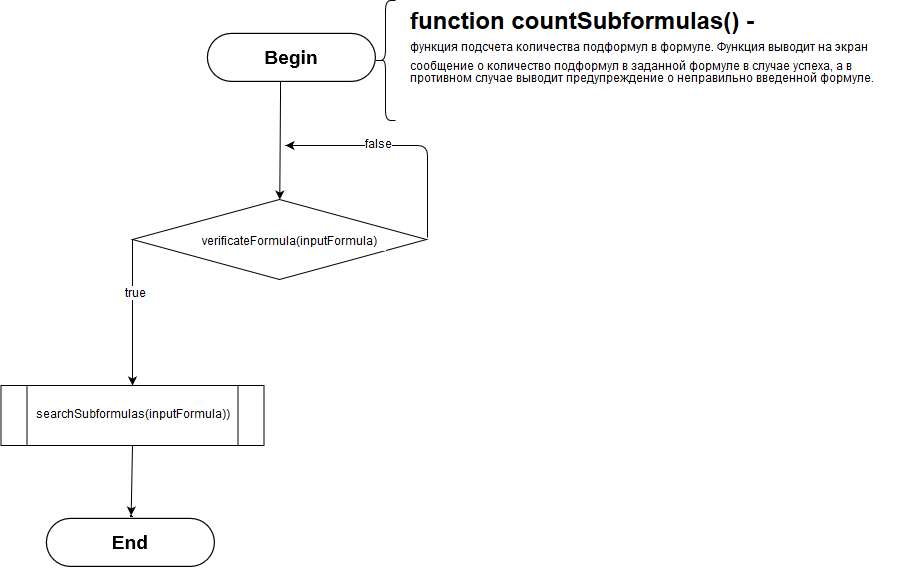 function countSubformulas() -
функция подсчета количества подформул в формуле. Функция выводит на экран
сообщение о количество подформул в заданной формуле в случае успеха, а в
противном случае выводит предупреждение о неправильно введенной формуле.
Begin
false
verificateFormula(inputFormula)
true
searchSubformulas(inputFormula))
End